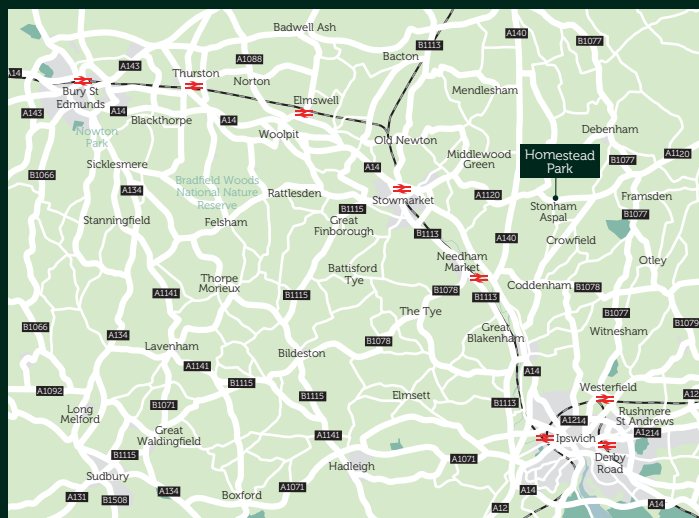 Badwell Ash
A140
B1077
B1113
A143
A1088
Bacton
A14
Thurston
Norton
Bury St
Edmunds
Elmswell
Mendlesham
A143
A14
Blackthorpe
A14
Woolpit
Nowton
Park
Old Newton
Debenham
Sicklesmere
A14
Middlewood
Green
Homestead
Park
B1077
A1120
B1066
A134
Bradfield Woods
National Nature
Reserve
Rattlesden
Stowmarket
A1120
Framsden
Stanningfield
Felsham
B1115
Great
Finborough
Stonham
Aspal
B1077
B1113
A140
Crowfield
Needham
Market
Otley
Battisford
Tye
Thorpe
Morieux
A1141
B1115
B1078
B1113
Coddenham
B1078
The Tye
B1077
B1066
A134
Great
Blakenham
Witnesham
B1079
Lavenham
Bildeston
B1078
A1141
A14
A1092
B1115
B1115
Elmsett
Westerfield
A12
B1071
B1113
Long
Melford
Rushmere
St Andrews
A1214
A1214
Great
Waldingfield
A1141
Ipswich
B1115
Hadleigh
A1071
Derby
Road
Sudbury
A131
B1508
A134
Boxford
A1071
A14
A12
A14